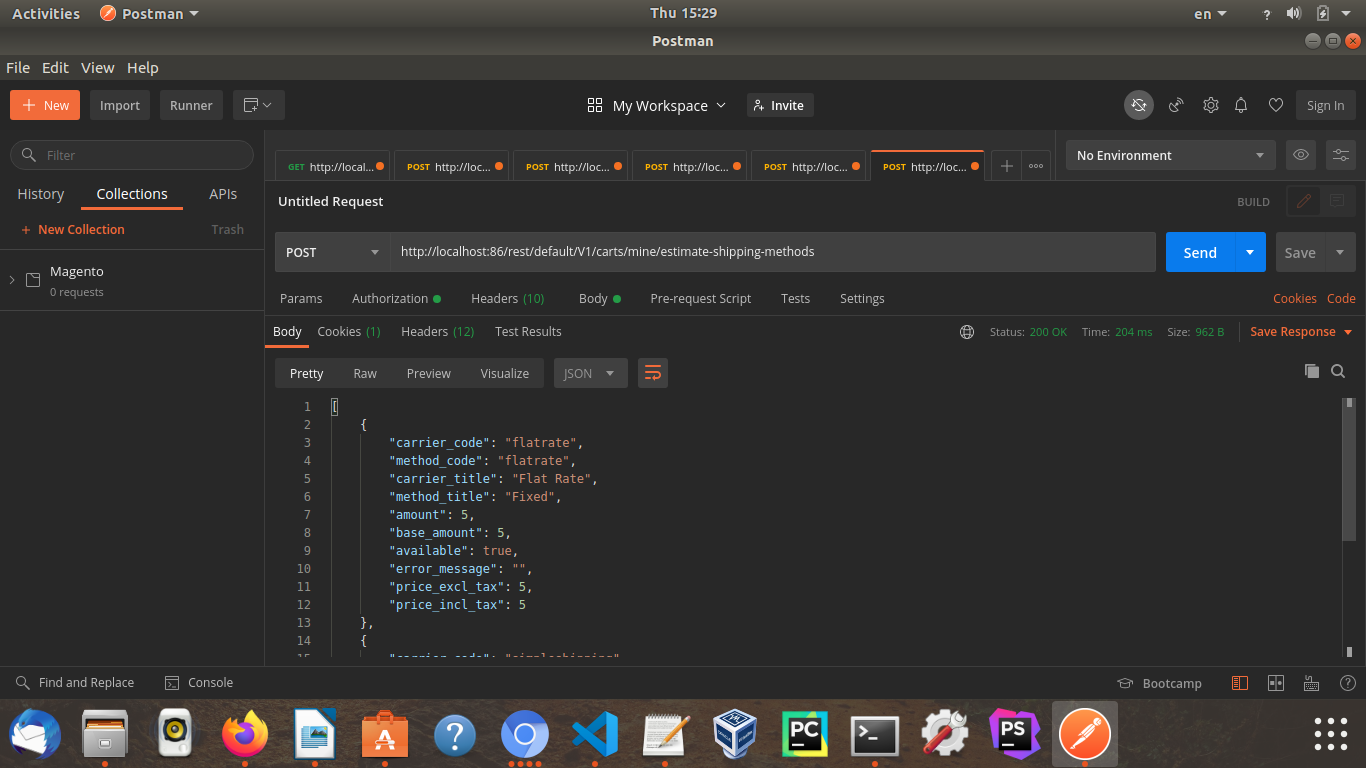 Activities Postman Thu 15:29 en ?
Postman
File Edit View Help
+ New Import Runner My Workspace Invite Sign In
Filter
History Collections APIs
+ New Collection Trash
Magento
0 requests
GET http://local... POST http://loc... POST http://loc... POST http://loc... POST http://loc... POST http://loc... + ooo No Environment
Untitled Request BUILD
POST http://localhost:86/rest/default/V1/carts/mine/estimate-shipping-methods Send Save
Params Authorization Headers (10) Body Pre-request Script Tests Settings Cookies Code
Body Cookies (1) Headers (12) Test Results Status: 200 OK Time: 204 ms Size: 962 B Save Response
Pretty Raw Preview Visualize JSON
1 [
2 {
3 "carrier_code": "flatrate",
4 "method_code": "flatrate",
5 "carrier_title": "Flat Rate",
6 "method_title": "Fixed",
7 "amount": 5,
8 "base_amount": 5,
9 "available": true,
10 "error_message": "",
11 "price_excl_tax": 5,
12 "price_incl_tax": 5
13 },
14 {
15 "carrier_code": "simpleshipping",
Find and Replace Console Bootcamp ?
A ? PC >_ PS